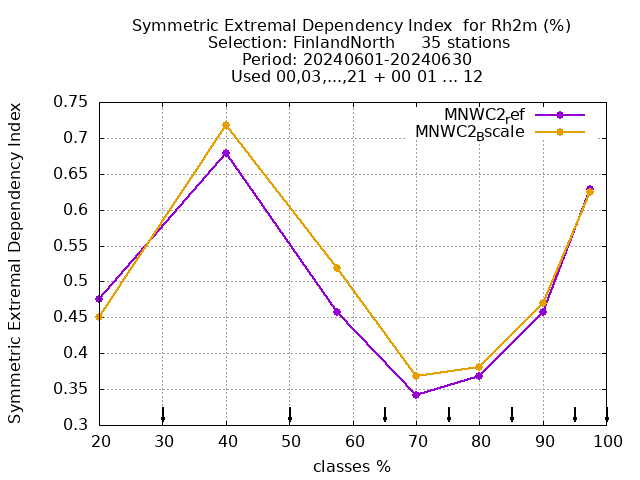 Symmetric Extremal Dependency Index  for Rh2m (%)
Selection: FinlandNorth     35 stations
Period: 20240601-20240630
Used 00,03,...,21 + 00 01 ... 12
MNWC2ref
MNWC2Bscale
Symmetric Extremal Dependency Index
0.75
0.7
0.65
0.6
0.55
0.5
0.45
0.4
0.35
0.3
20 30 40 50 60 70 80 90 100
classes %